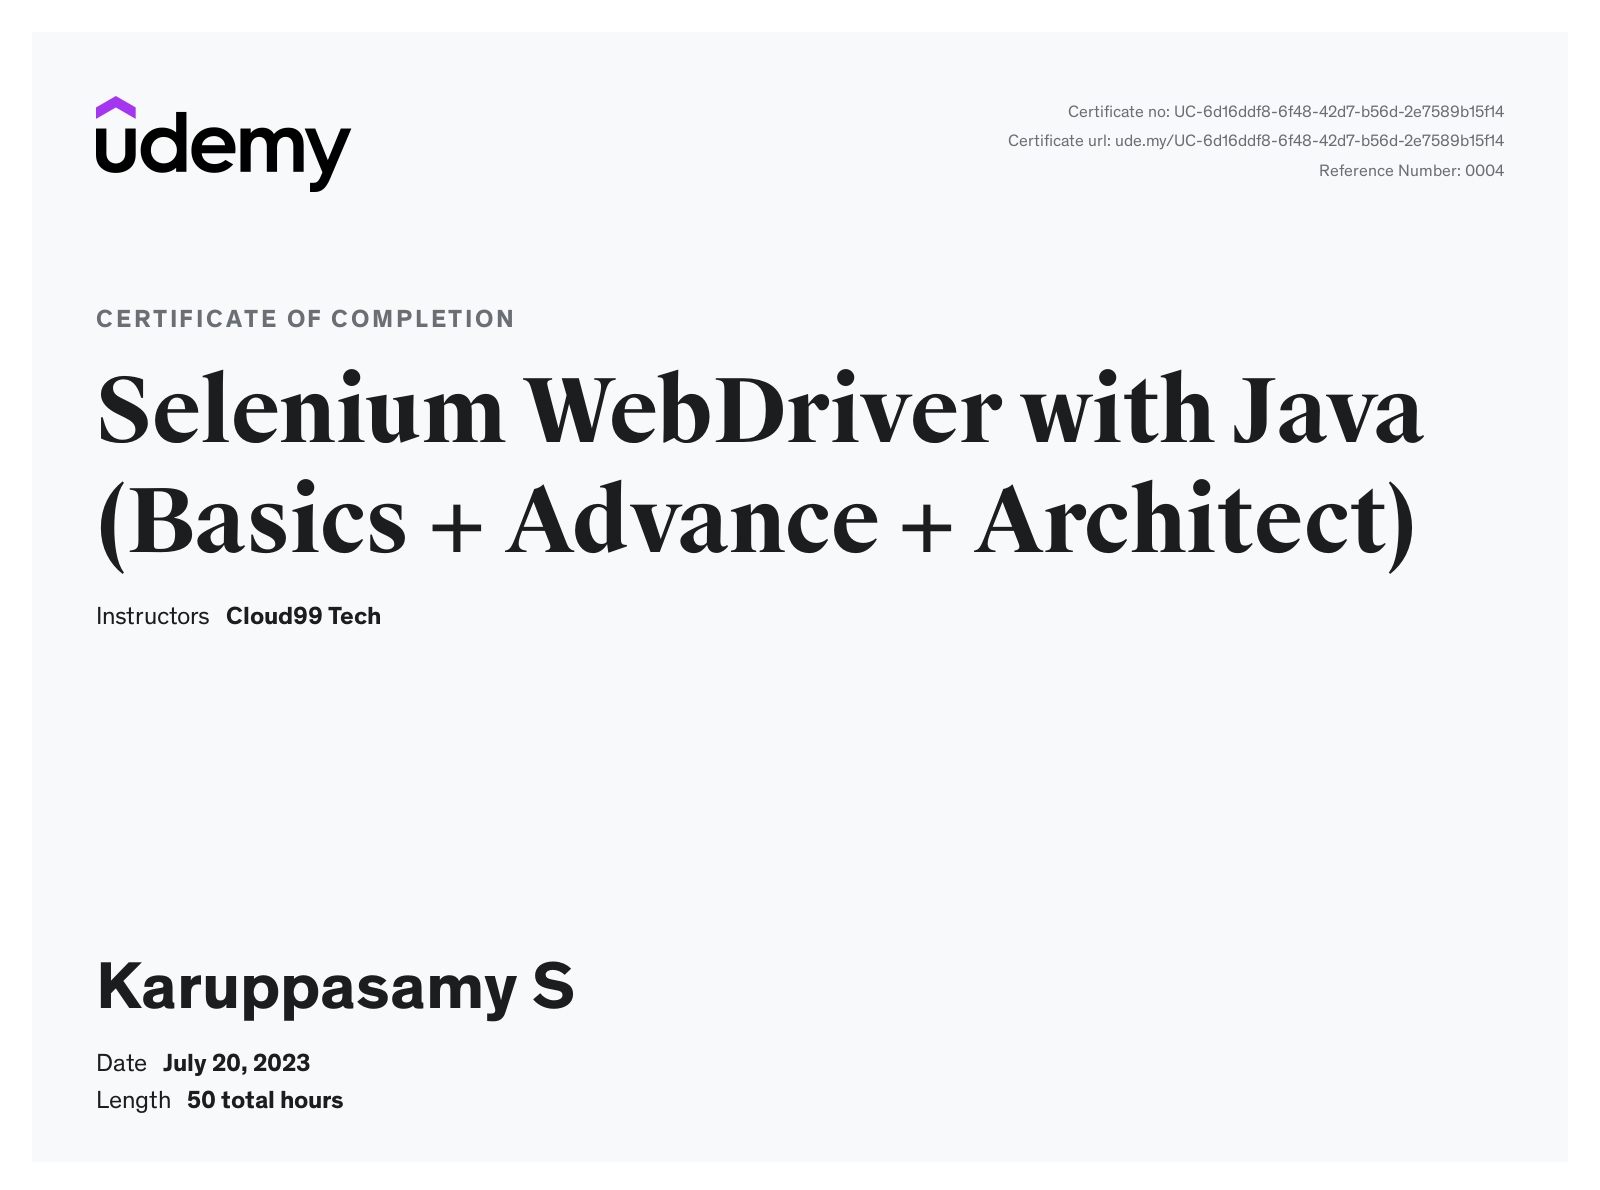 udemy
Certificate no: UC-6d16ddf8-6f48-42d7-b56d-2e7589b15f14
Certificate url: ude.my/UC-6d16ddf8-6f48-42d7-b56d-2e7589b15f14
Reference Number: 0004
CERTIFICATE OF COMPLETION
Selenium WebDriver with Java
(Basics + Advance + Architect)
Instructors Cloud99 Tech
Karuppasamy S
Date July 20, 2023
Length 50 total hours